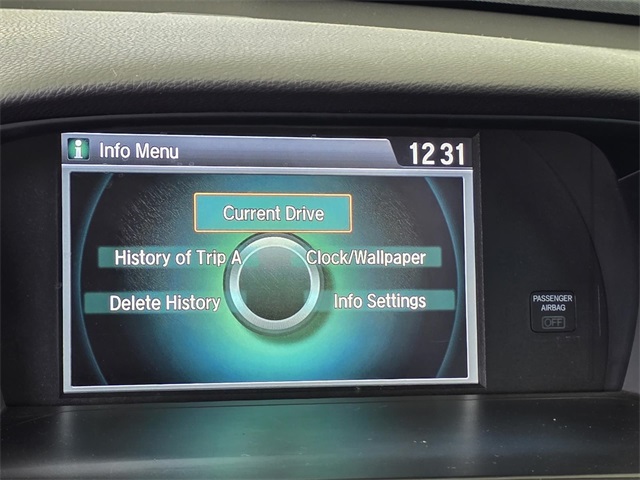 i Info Menu 12 31
Current Drive
History of Trip A Clock/Wallpaper
Delete History Info Settings
PASSENGER
AIRBAG
OFF